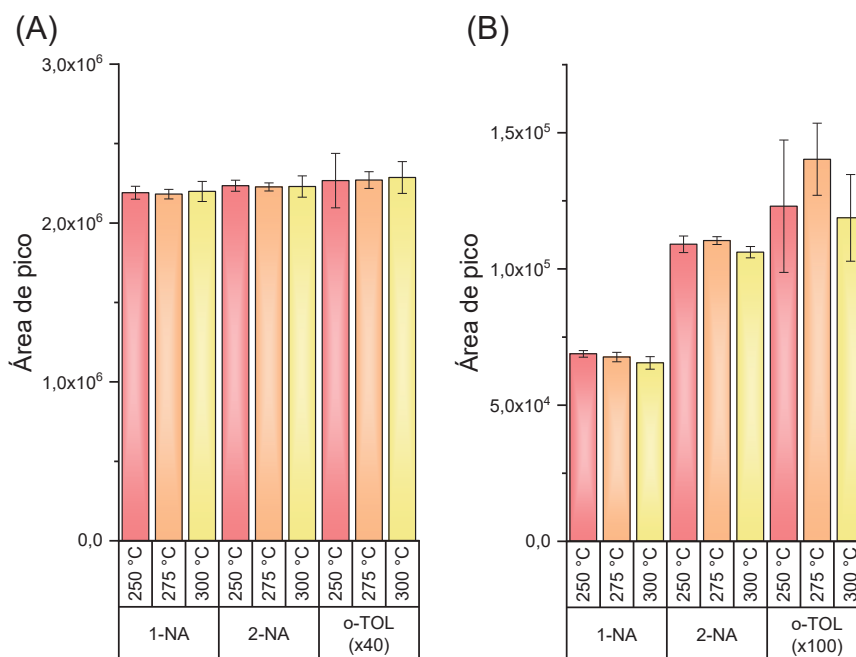 (A)
3,0x10⁶
2,0x10⁶
1,0x10⁶
0,0
Área de pico
250 °C
275 °C
300 °C
250 °C
275 °C
300 °C
250 °C
275 °C
300 °C
1-NA
2-NA
o-TOL
(x40)
(B)
1,5x10⁵
1,0x10⁵
5,0x10⁴
0,0
Área de pico
250 °C
275 °C
300 °C
250 °C
275 °C
300 °C
250 °C
275 °C
300 °C
1-NA
2-NA
o-TOL
(x100)